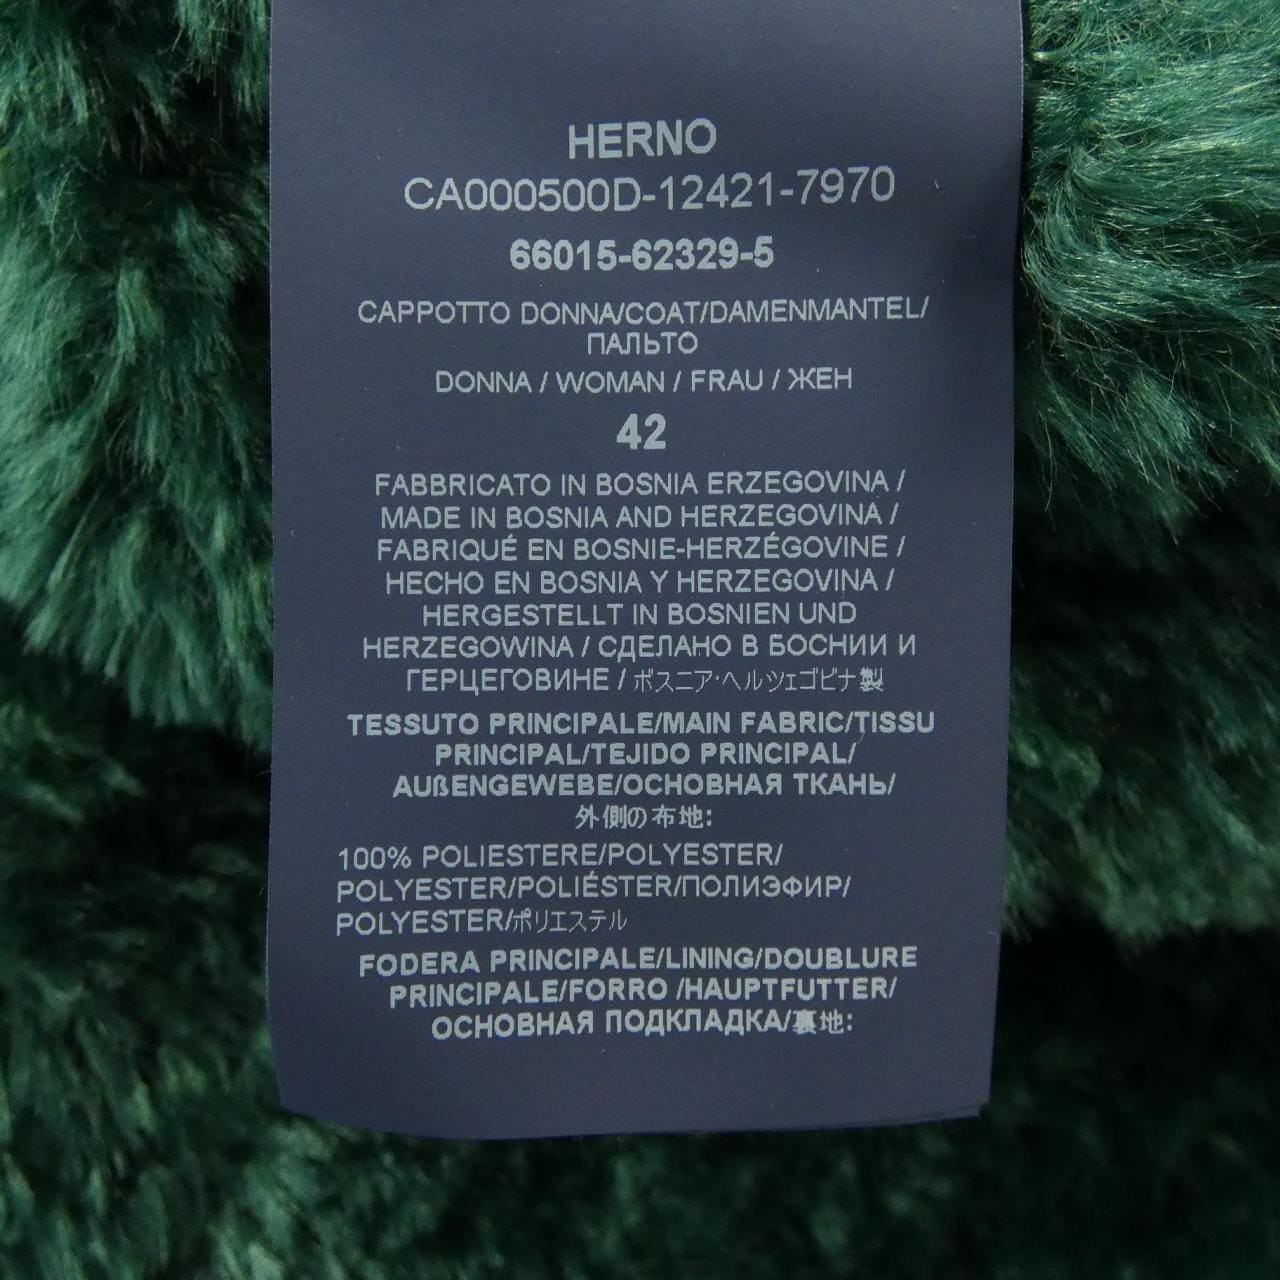 HERNO
CA000500D-12421-7970
66015-62329-5
CAPPOTTO DONNA/COAT/DAMENMANTEL/
ПАЛЬТО
DONNA / WOMAN / FRAU / ЖЕН
42
FABBRICATO IN BOSNIA ERZEGOVINA /
MADE IN BOSNIA AND HERZEGOVINA /
FABRIQUÉ EN BOSNIE-HERZÉGOVINE /
HECHO EN BOSNIA Y HERZEGOVINA /
HERGESTELLT IN BOSNIEN UND
HERZEGOWINA / СДЕЛАНО В БОСНИИ И
ГЕРЦЕГОВИНЕ / ボスニア・ヘルツェゴビナ製
TESSUTO PRINCIPALE/MAIN FABRIC/TISSU
PRINCIPAL/TEJIDO PRINCIPAL/
AUßENGEWEBE/ОСНОВНАЯ ТКАНЬ/
外側の布地:
100% POLIESTERE/POLYESTER/
POLYESTER/POLIÉSTER/ПОЛИЭФИР/
POLYESTER/ポリエステル
FODERA PRINCIPALE/LINING/DOUBLURE
PRINCIPALE/FORRO /HAUPTFUTTER/
ОСНОВНАЯ ПОДКЛАДКА/裏地: